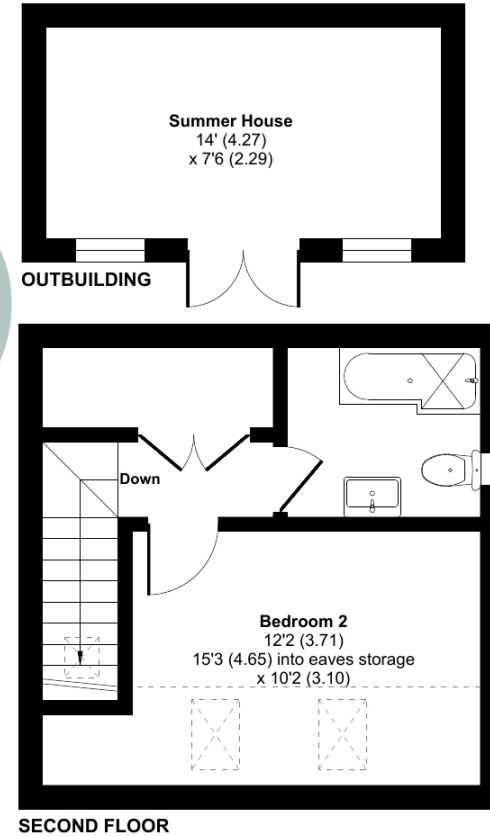 Summer House
14' (4.27)
x 7'6 (2.29)
OUTBUILDING
Down
Bedroom 2
12'2 (3.71)
15'3 (4.65) into eaves storage
x 10'2 (3.10)
SECOND FLOOR